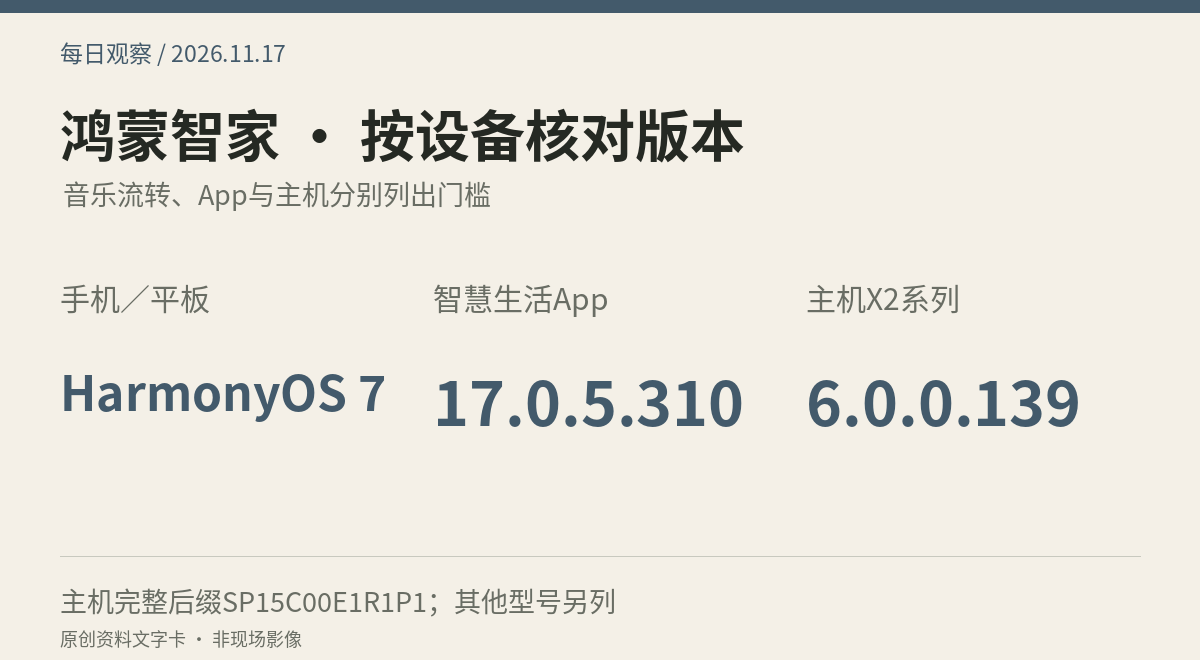 每日观察 / 2026.11.17
鸿蒙智家 · 按设备核对版本
音乐流转、App与主机分别列出门槛
手机／平板
智慧生活App
主机X2系列
HarmonyOS 7
17.0.5.310
6.0.0.139
主机完整后缀SP15C00E1R1P1；其他型号另列
原创资料文字卡 · 非现场影像